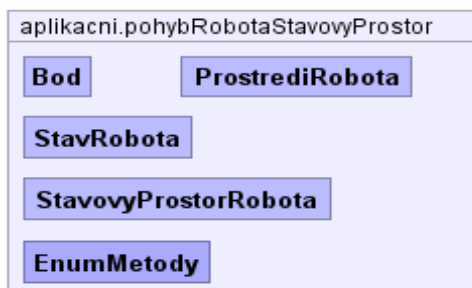 aplikacni.pohybRobotaStavovyProstor
Bod ProstrediRobota
StavRobota
StavovyProstorRobota
EnumMetody